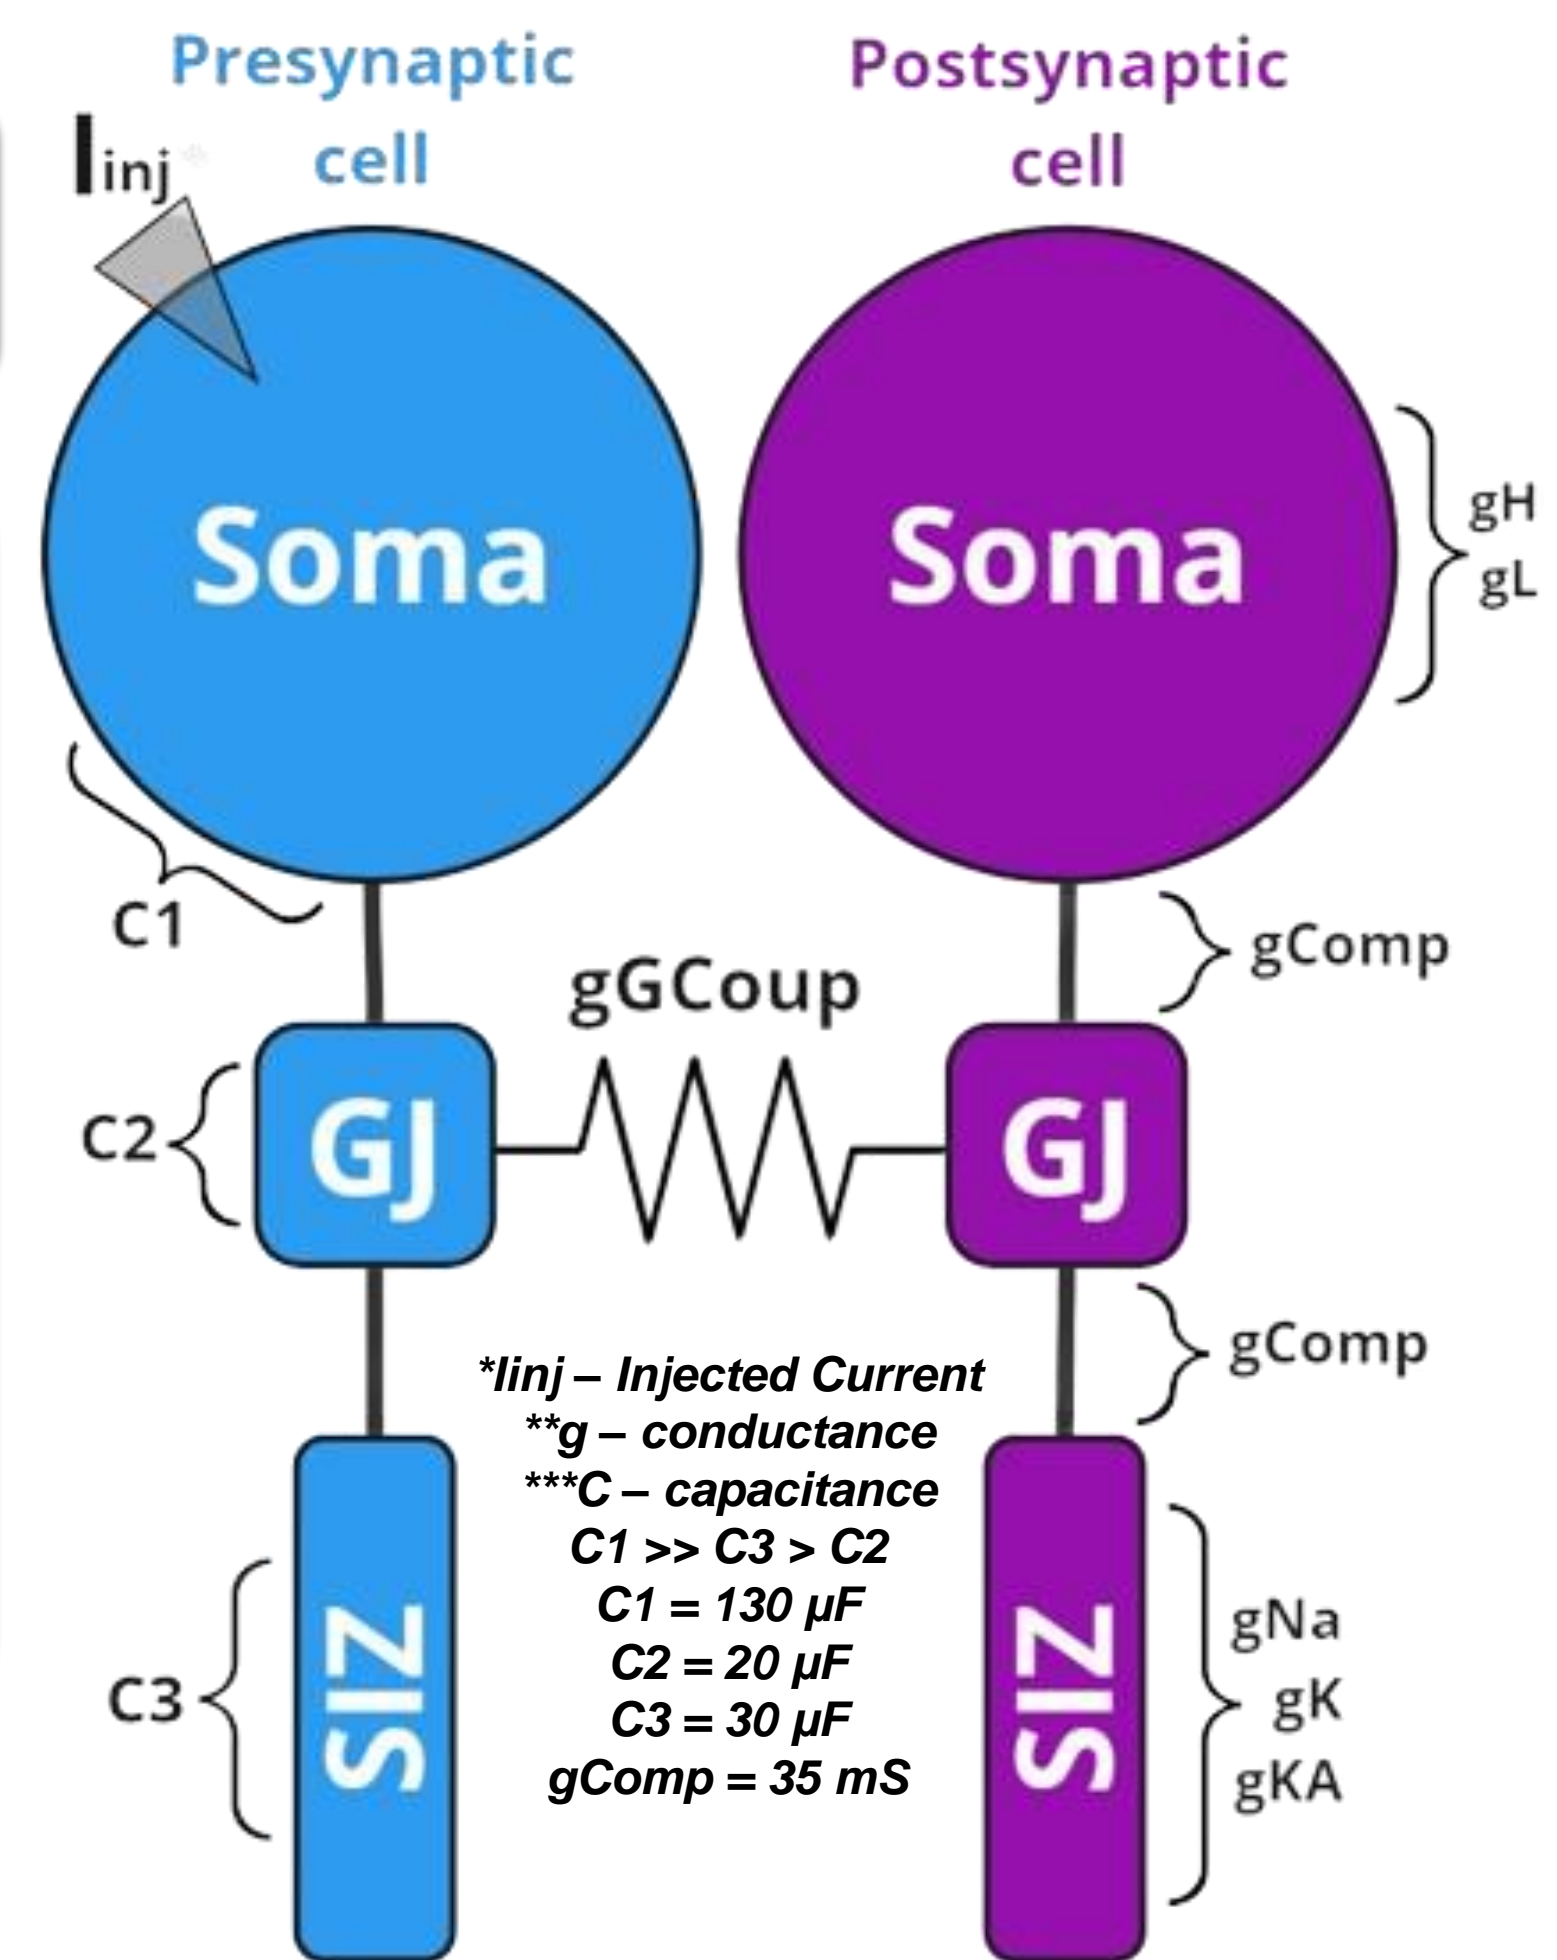 Presynaptic
cell
Postsynaptic
cell
Iinj
Soma
Soma
gH
gL
C1
gComp
gGCoup
C2
GJ
GJ
gComp
*Iinj – Injected Current
**g – conductance
***C – capacitance
C1 >> C3 > C2
C1 = 130 µF
C2 = 20 µF
C3 = 30 µF
gComp = 35 mS
C3
SIZ
SIZ
gNa
gK
gKA